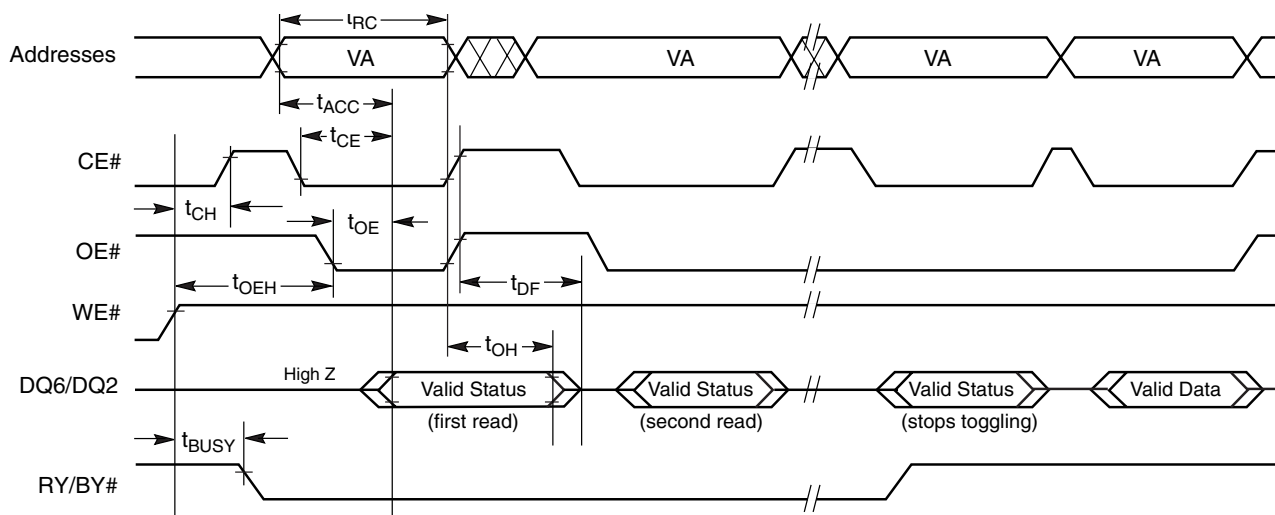 tRC
Addresses VA VA VA VA
tACC
tCE
CE#
tCH tOE
OE#
tOEH tDF
WE#
tOH
High Z
DQ6/DQ2 Valid Status Valid Status Valid Status Valid Data
(first read) (second read) (stops toggling)
tBUSY
RY/BY#